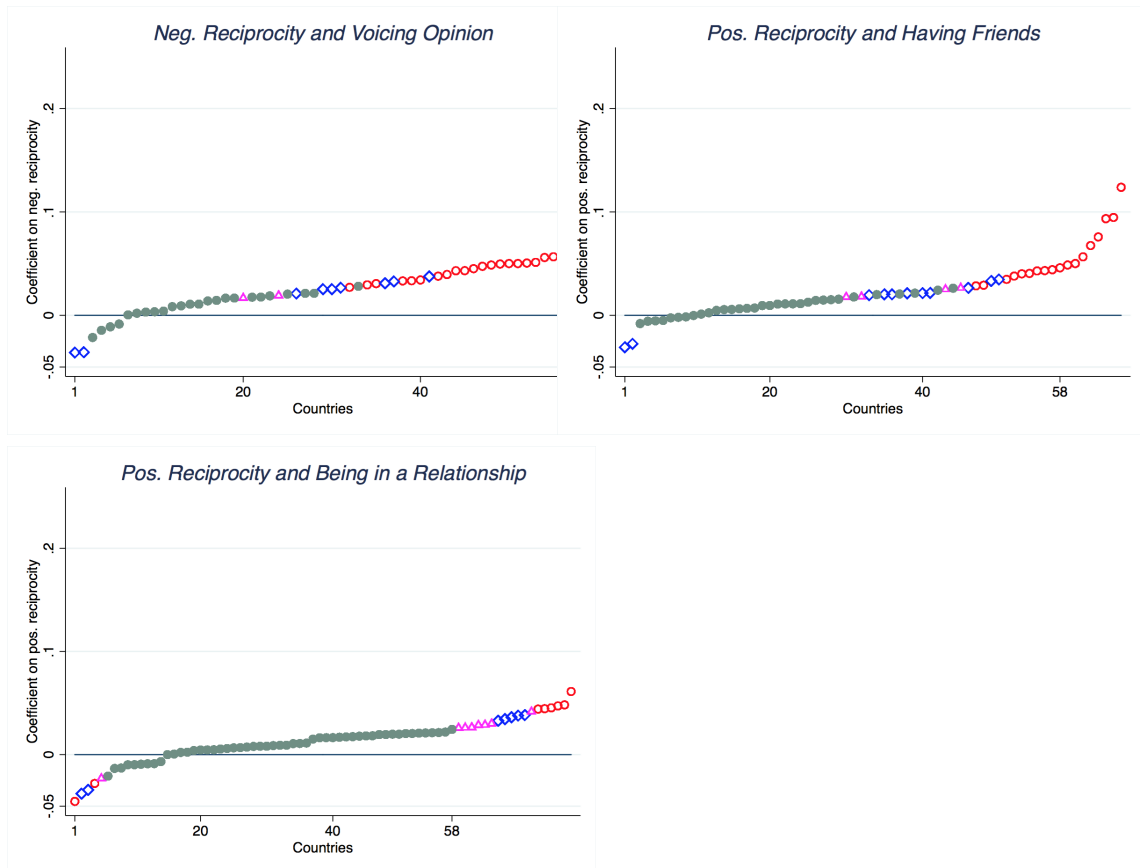 Neg. Reciprocity and Voicing Opinion
Coefficient on neg. reciprocity
.2
.1
0
-.05
1
20
40
Countries
Pos. Reciprocity and Having Friends
Coefficient on pos. reciprocity
.2
.1
0
-.05
1
20
40
58
Countries
Pos. Reciprocity and Being in a Relationship
Coefficient on pos. reciprocity
.2
.1
0
-.05
1
20
40
58
Countries